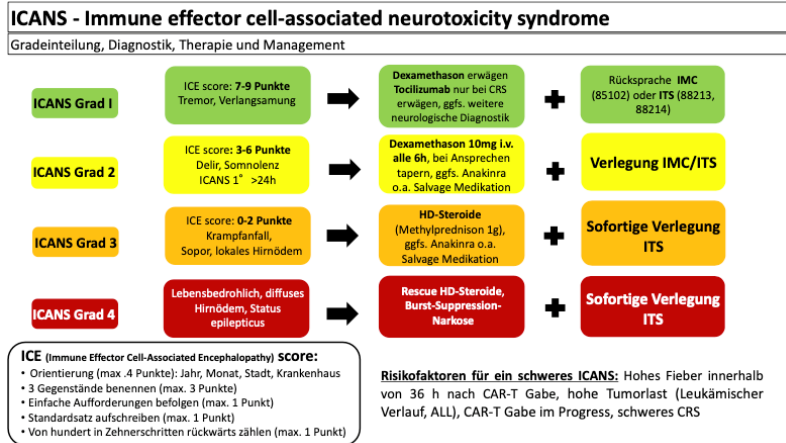 ICANS - Immune effector cell-associated neurotoxicity syndrome
Gradeinteilung, Diagnostik, Therapie und Management
ICANS Grad I
ICE score: 7-9 Punkte
Tremor, Verlangsamung
Dexamethason erwägen
Tocilizumab nur bei CRS
erwägen, ggfs. weitere
neurologische Diagnostik
Rücksprache IMC
(85102) oder ITS (88213,
88214)
ICANS Grad 2
ICE score: 3-6 Punkte
Delir, Somnolenz
ICANS 1° >24h
Dexamethason 10mg i.v.
alle 6h, bei Ansprechen
tapern, ggfs. Anakinra
o.a. Salvage Medikation
Verlegung IMC/ITS
ICANS Grad 3
ICE score: 0-2 Punkte
Krampfanfall,
Sopor, lokales Hirnödem
HD-Steroide
(Methylprednison 1g),
ggfs. Anakinra o.a.
Salvage Medikation
Sofortige Verlegung
ITS
ICANS Grad 4
Lebensbedrohlich, diffuses
Hirnödem, Status
epilepticus
Rescue HD-Steroide,
Burst-Suppression-
Narkose
Sofortige Verlegung
ITS
ICE (Immune Effector Cell-Associated Encephalopathy) score:
• Orientierung (max .4 Punkte): Jahr, Monat, Stadt, Krankenhaus
• 3 Gegenstände benennen (max. 3 Punkte)
• Einfache Aufforderungen befolgen (max. 1 Punkt)
• Standardsatz aufschreiben (max. 1 Punkt)
• Von hundert in Zehnerschritten rückwärts zählen (max. 1 Punkt)
Risikofaktoren für ein schweres ICANS: Hohes Fieber innerhalb
von 36 h nach CAR-T Gabe, hohe Tumorlast (Leukämischer
Verlauf, ALL), CAR-T Gabe im Progress, schweres CRS